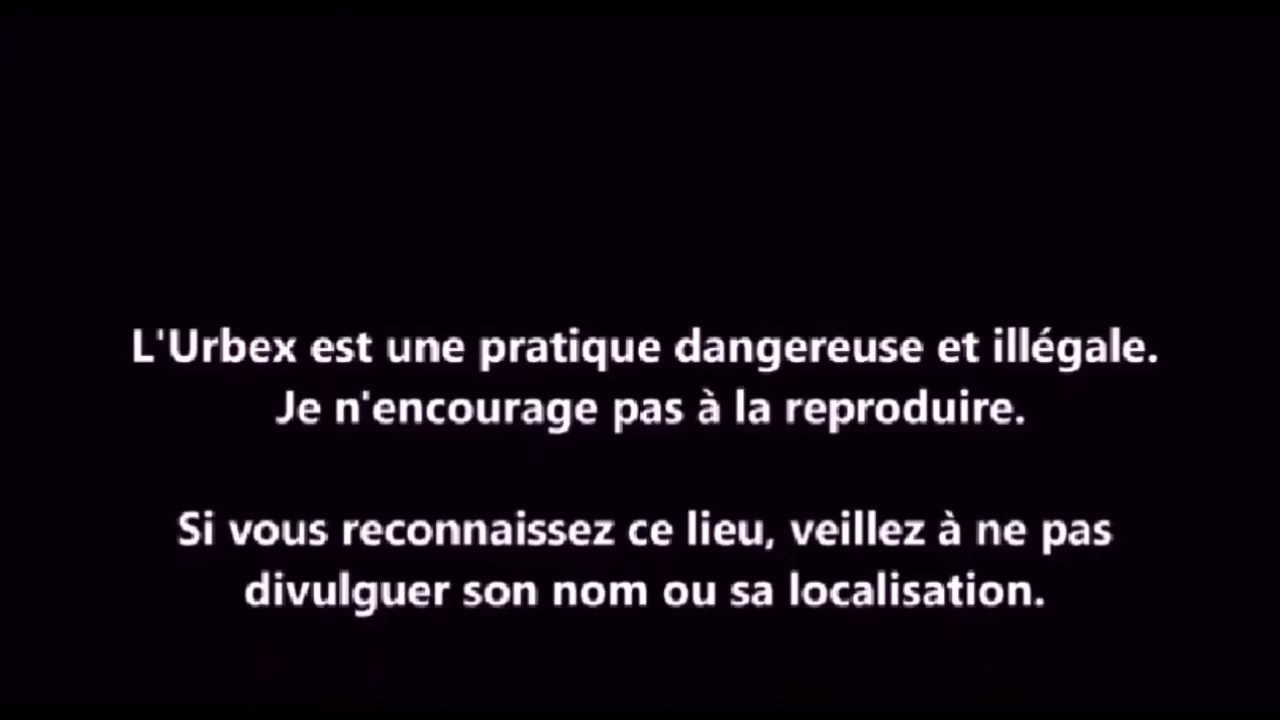 L'Urbex est une pratique dangereuse et illégale.
Je n'encourage pas à la reproduire.
Si vous reconnaissez ce lieu, veillez à ne pas
divulguer son nom ou sa localisation.